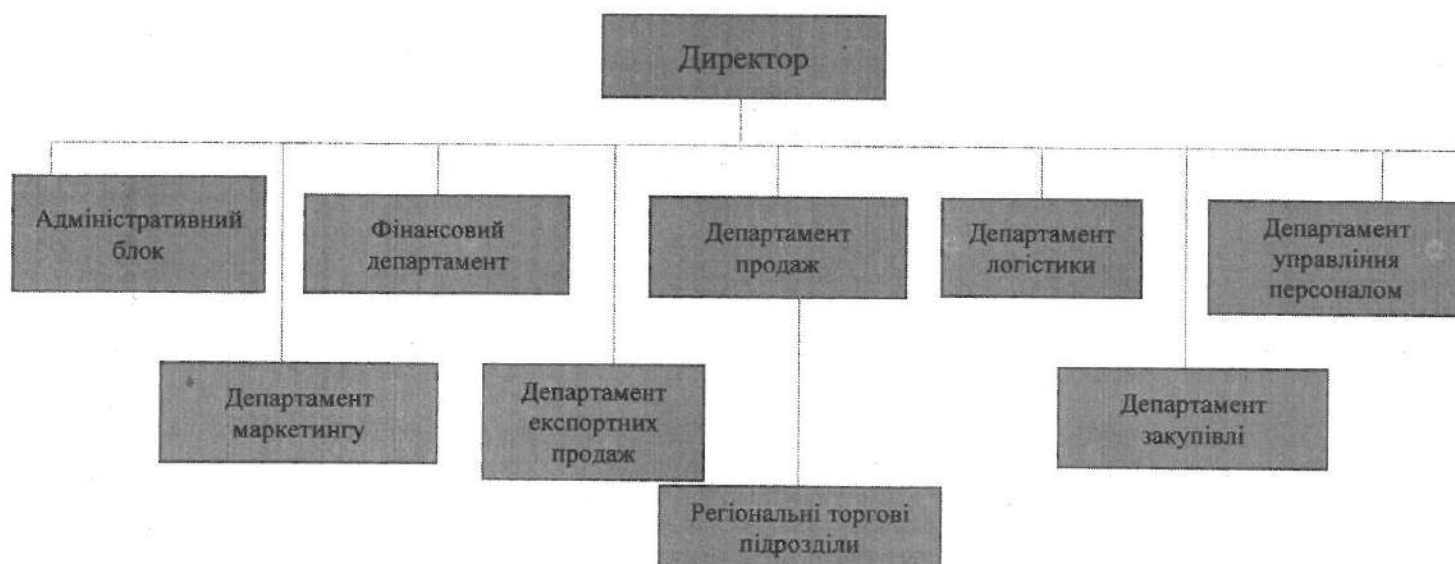 Директор
Адміністративний
блок
Фінансовий
департамент
Департамент
продаж
Департамент
логістики
Департамент
управління
персоналом
Департамент
маркетингу
Департамент
експортних
продаж
Департамент
закупівлі
Регіональні торгові
підрозділи